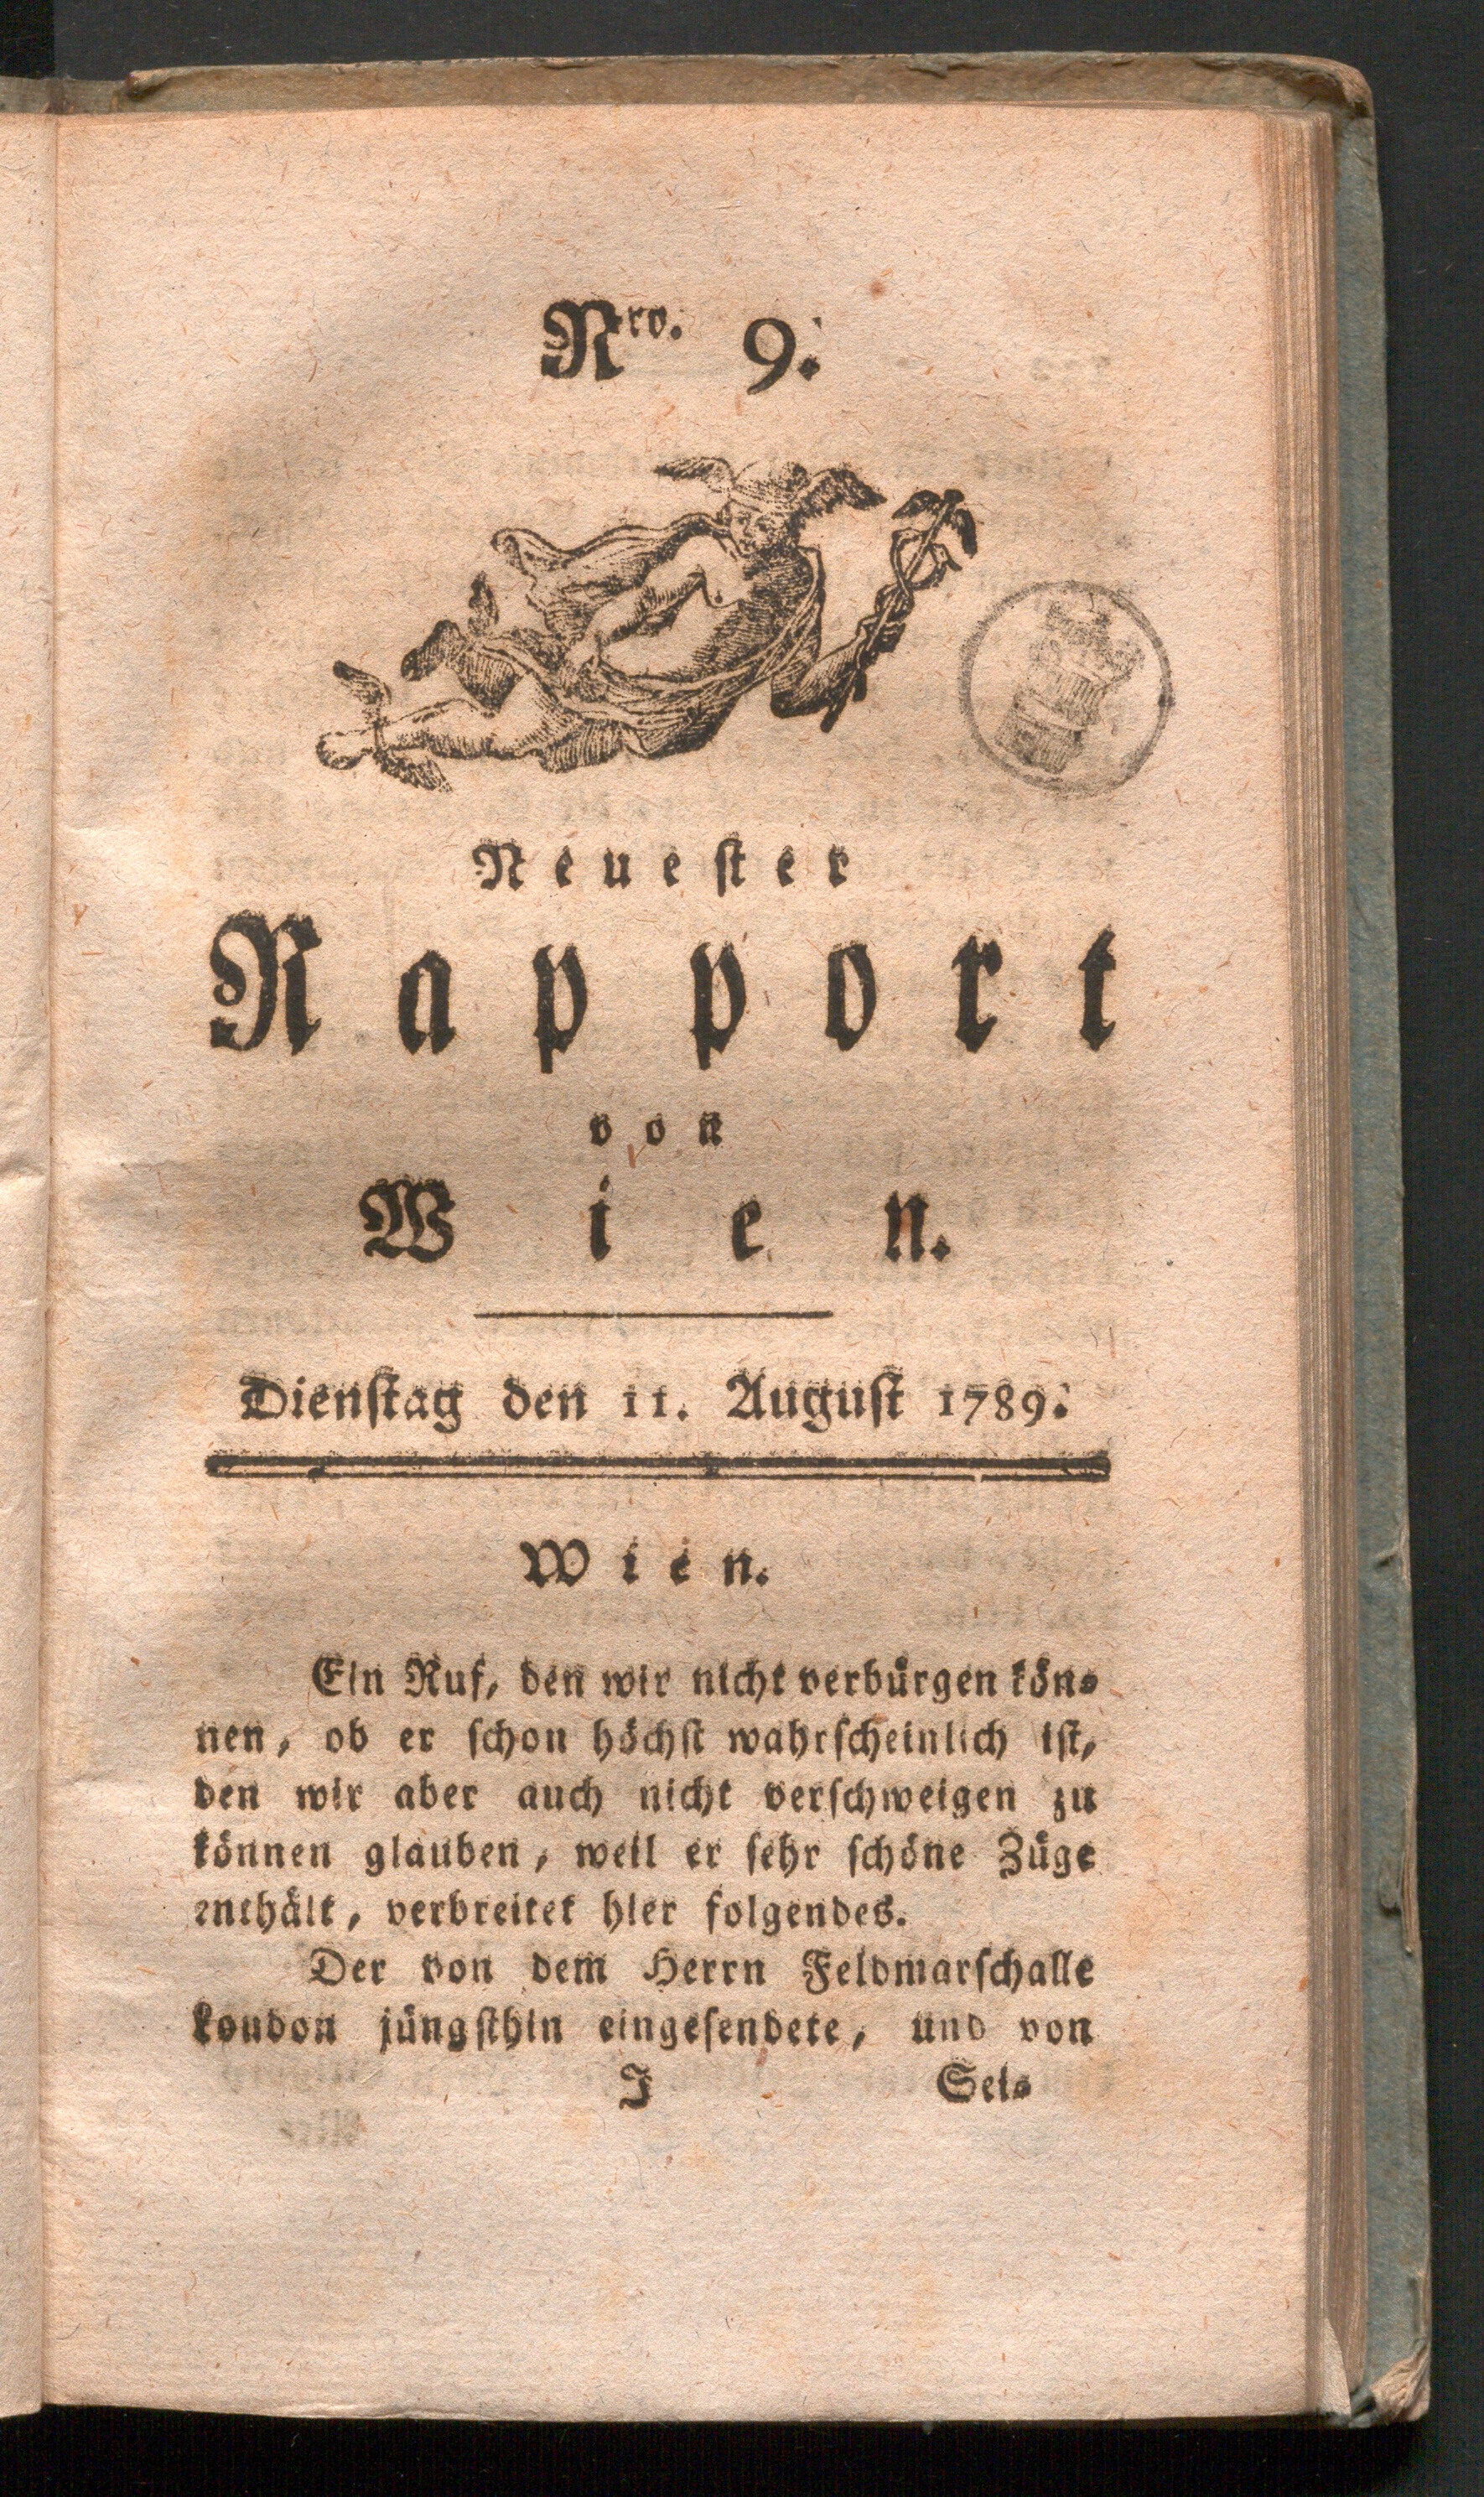 Nro. 9.
Neuester
Rapport
von
Wien.
Dienstag den 11. August 1789.
Wien.
Ein Ruf, den wir nicht verbürgen kön-
nen, ob er schon höchst wahrscheinlich ist,
den wir aber auch nicht verschweigen zu
können glauben, weil er sehr schöne Züge
enthält, verbreitet hier folgendes.
Der von dem Herrn Feldmarschalle
Loudon jüngsthin eingesendete, und von
I Sei-